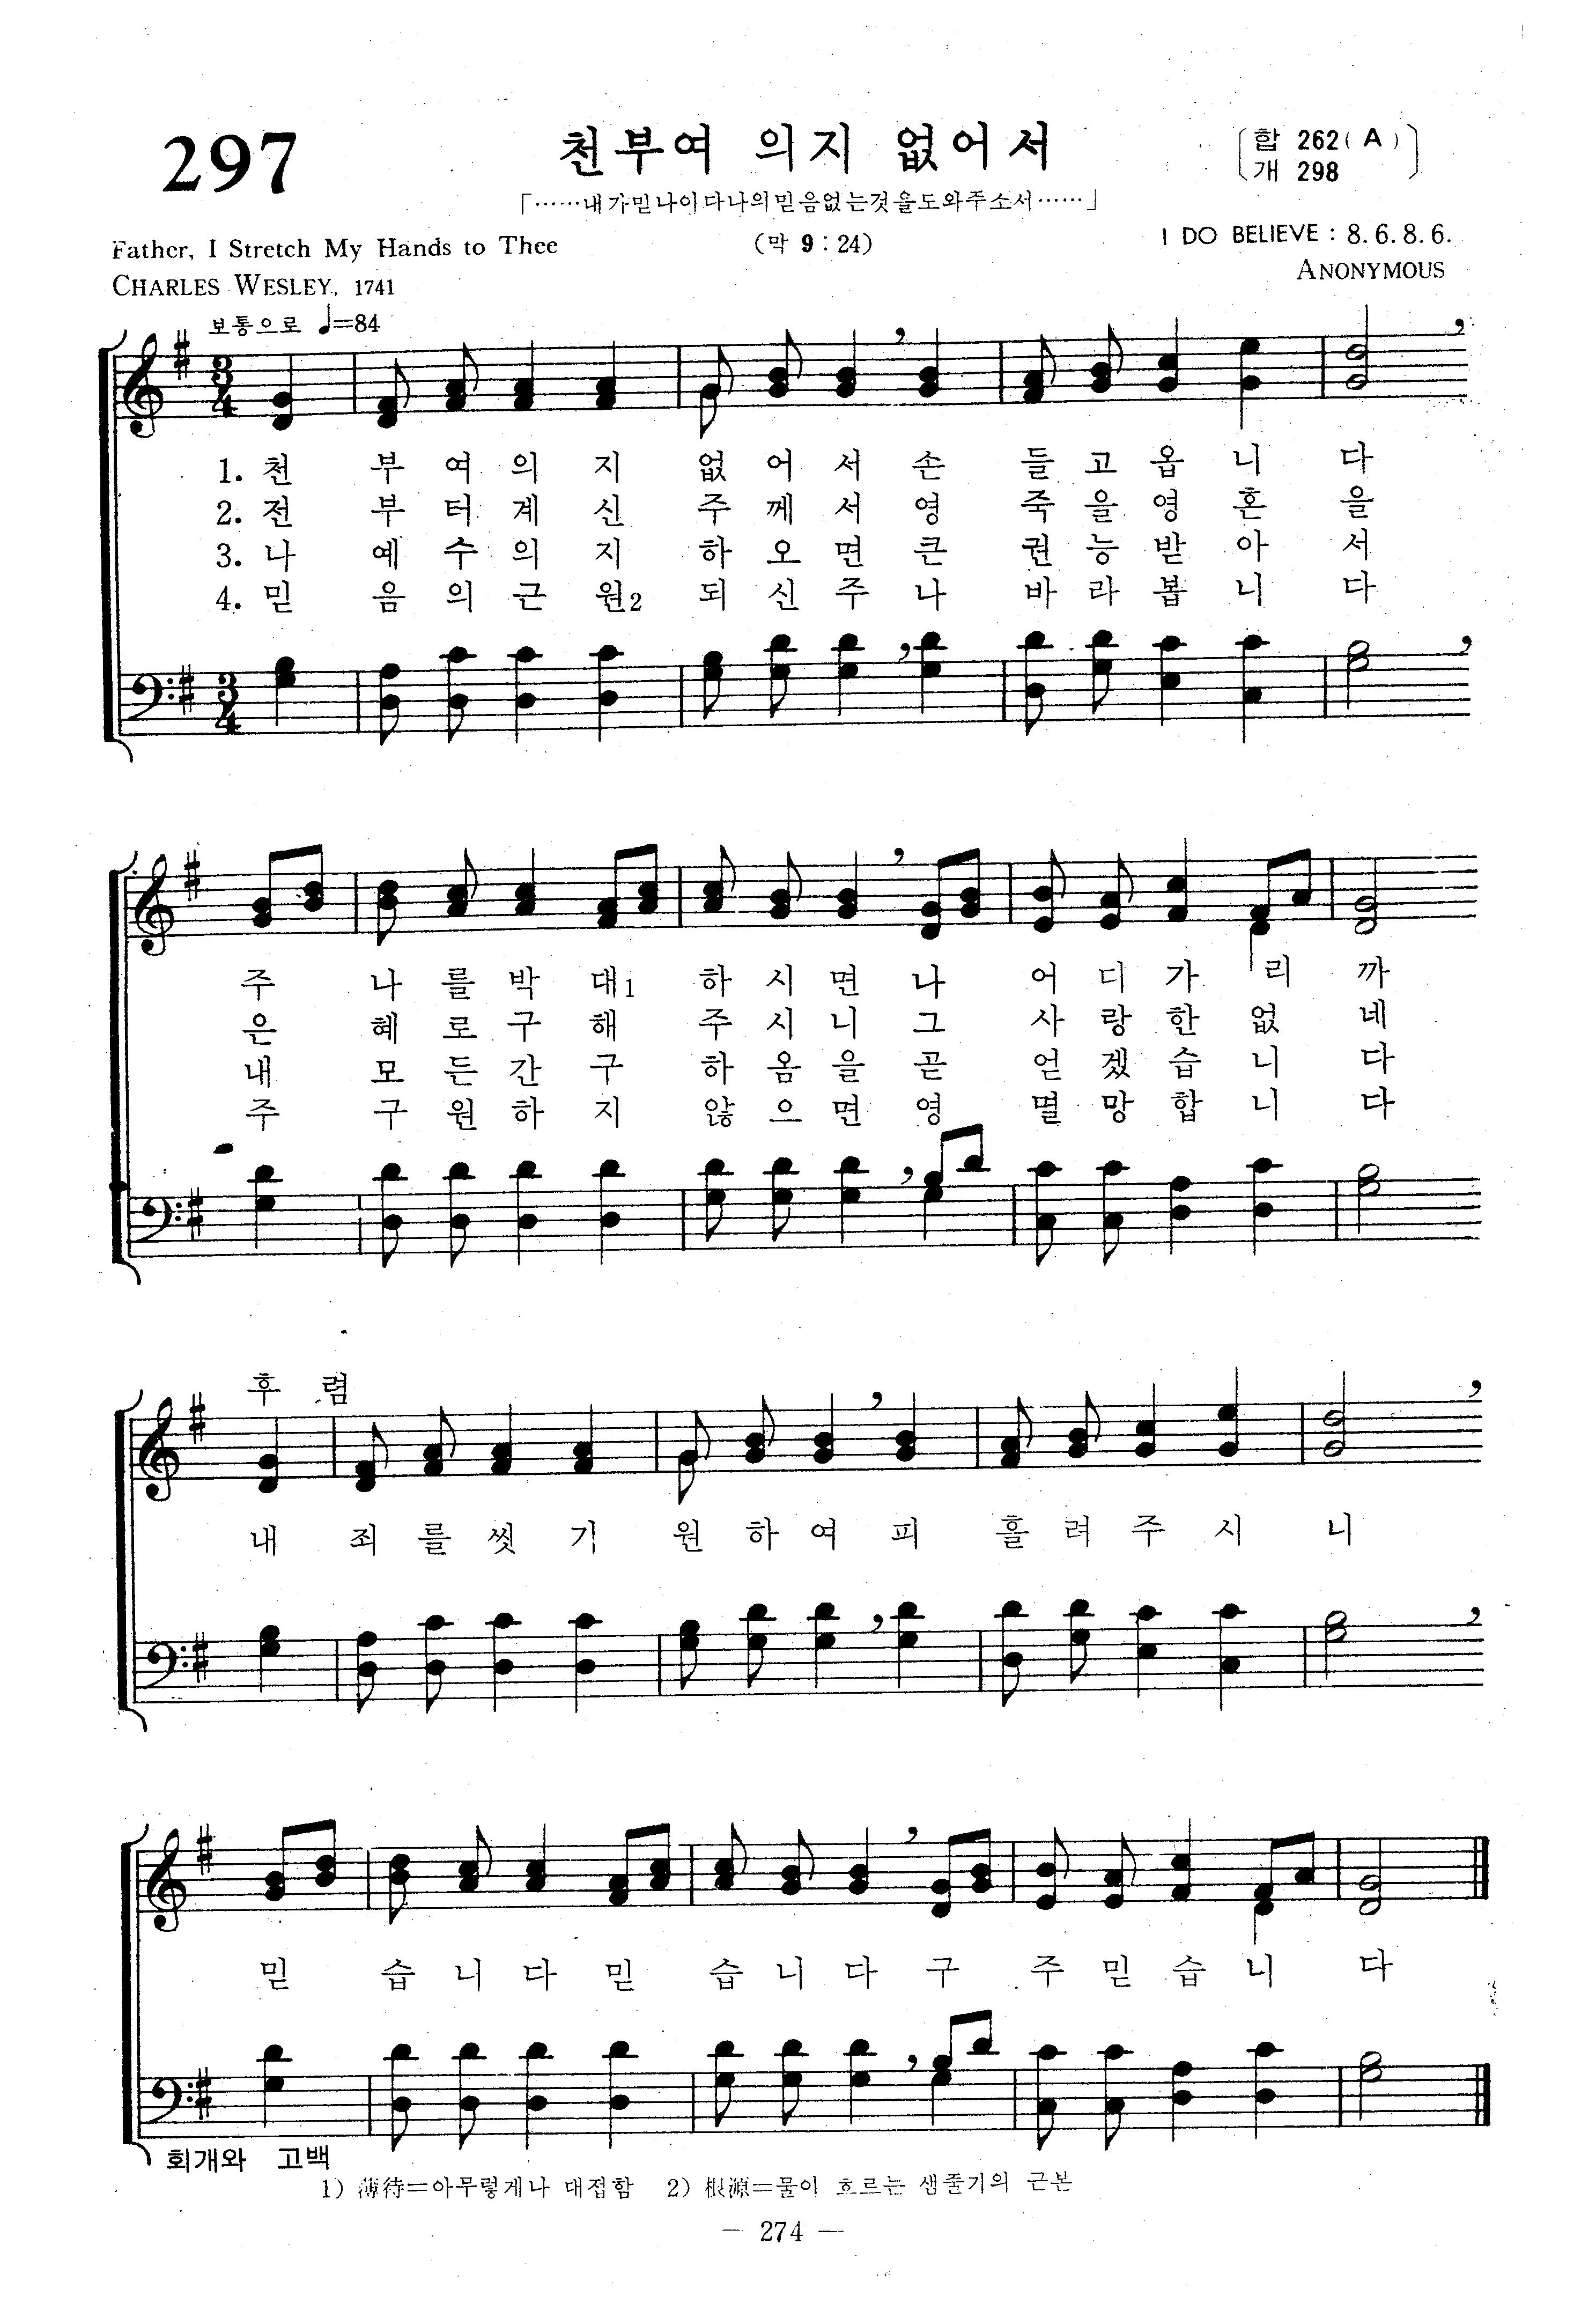 297
천부여 의지 없어서
합 262(A)
개 298
「……내가믿나이다나의믿음없는것을도와주소서……」
Father, I Stretch My Hands to Thee
(막 9:24)
I DO BELIEVE : 8.6.8.6.
CHARLES WESLEY, 1741
ANONYMOUS
보통으로 ♩=84
3 4
1. 천 부 여 의 지 없 어 서 손 들 고 옵 니 다
2. 전 부 터 계 신 주 께 서 영 죽 을 영 혼 을
3. 나 예 수 의 지 하 오 면 큰 권 능 받 아 서
4. 믿 음 의 근 원2 되 신 주 나 바 라 봅 니 다
3 4
주 나 를 박 대1 하 시 면 나 어 디 가 리 까
은 혜 로 구 해 주 시 니 그 사 랑 한 없 네
내 모 든 간 구 하 옴 을 곧 얻 겠 습 니 다
주 구 원 하 지 않 으 면 영 멸 망 합 니 다
후 렴
내 죄 를 씻 기 원 하 여 피 흘 려 주 시 니
믿 습 니 다 믿 습 니 다 구 주 믿 습 니 다
회개와 고백
1) 薄待=아무렇게나 대접함 2) 根源=물이 흐르는 샘줄기의 근본
— 274 —